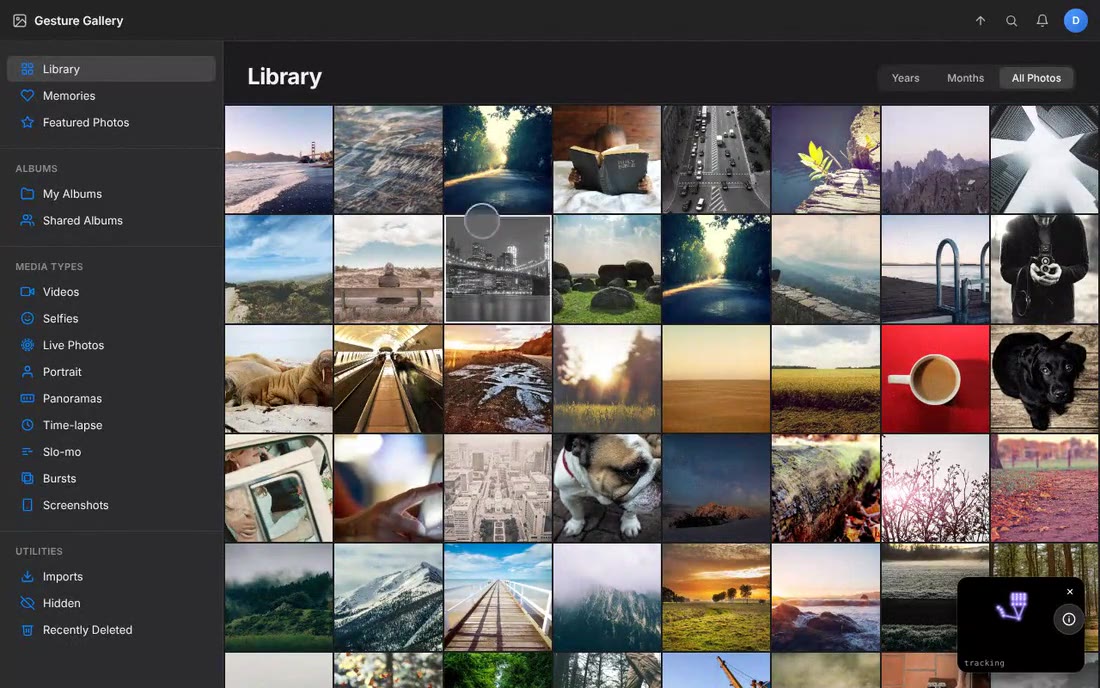 Gesture Gallery
D
Library
Memories
Featured Photos
ALBUMS
My Albums
Shared Albums
MEDIA TYPES
Videos
Selfies
Live Photos
Portrait
Panoramas
Time-lapse
Slo-mo
Bursts
Screenshots
UTILITIES
Imports
Hidden
Recently Deleted
Library
Years
Months
All Photos
tracking